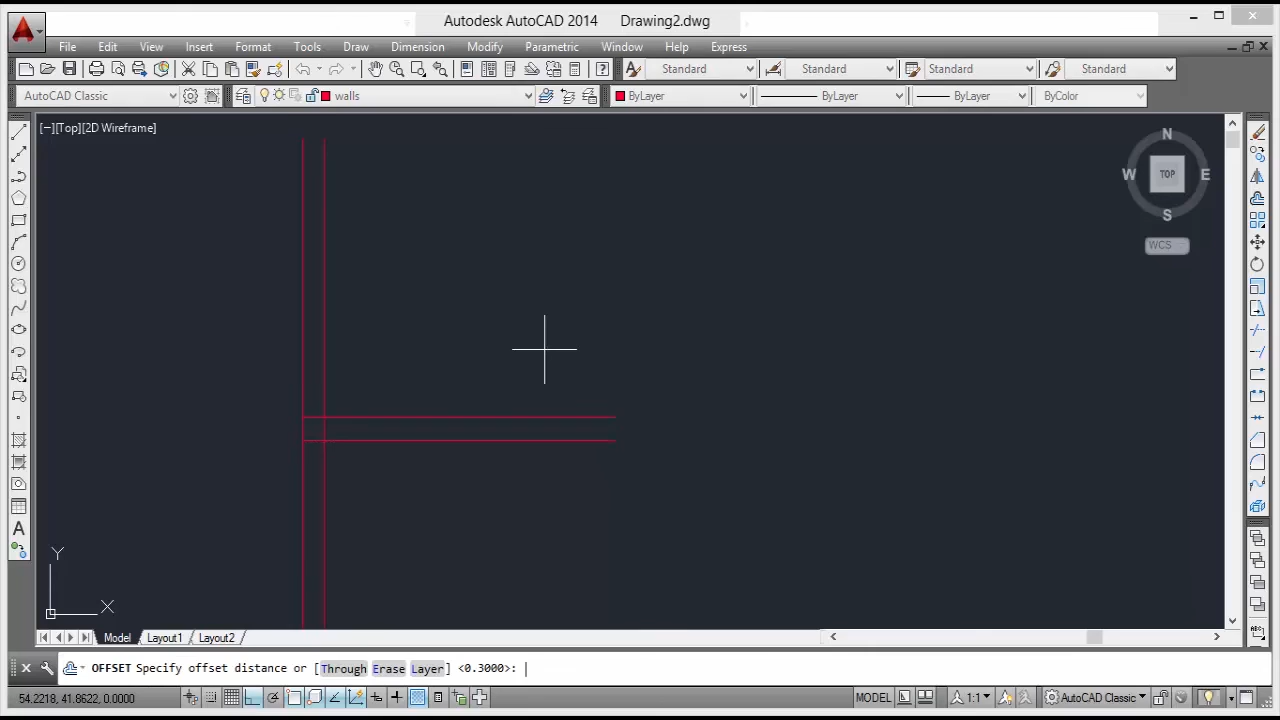 Autodesk AutoCAD 2014 Drawing2.dwg
File Edit View Insert Format Tools Draw Dimension Modify Parametric Window Help Express
Standard Standard Standard Standard
AutoCAD Classic walls ByLayer ByLayer ByLayer ByColor
[−][Top][2D Wireframe]
N
W TOP E
S
WCS
A
Y
X
Model Layout1 Layout2
OFFSET Specify offset distance or [Through Erase Layer] <0.3000>:
54.2218, 41.8622, 0.0000 MODEL 1:1 AutoCAD Classic